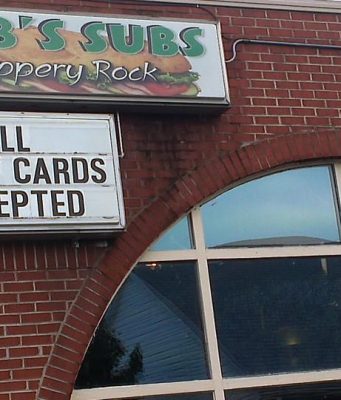 B'S SUBS
ppery Rock
LL
CARDS
EPTED